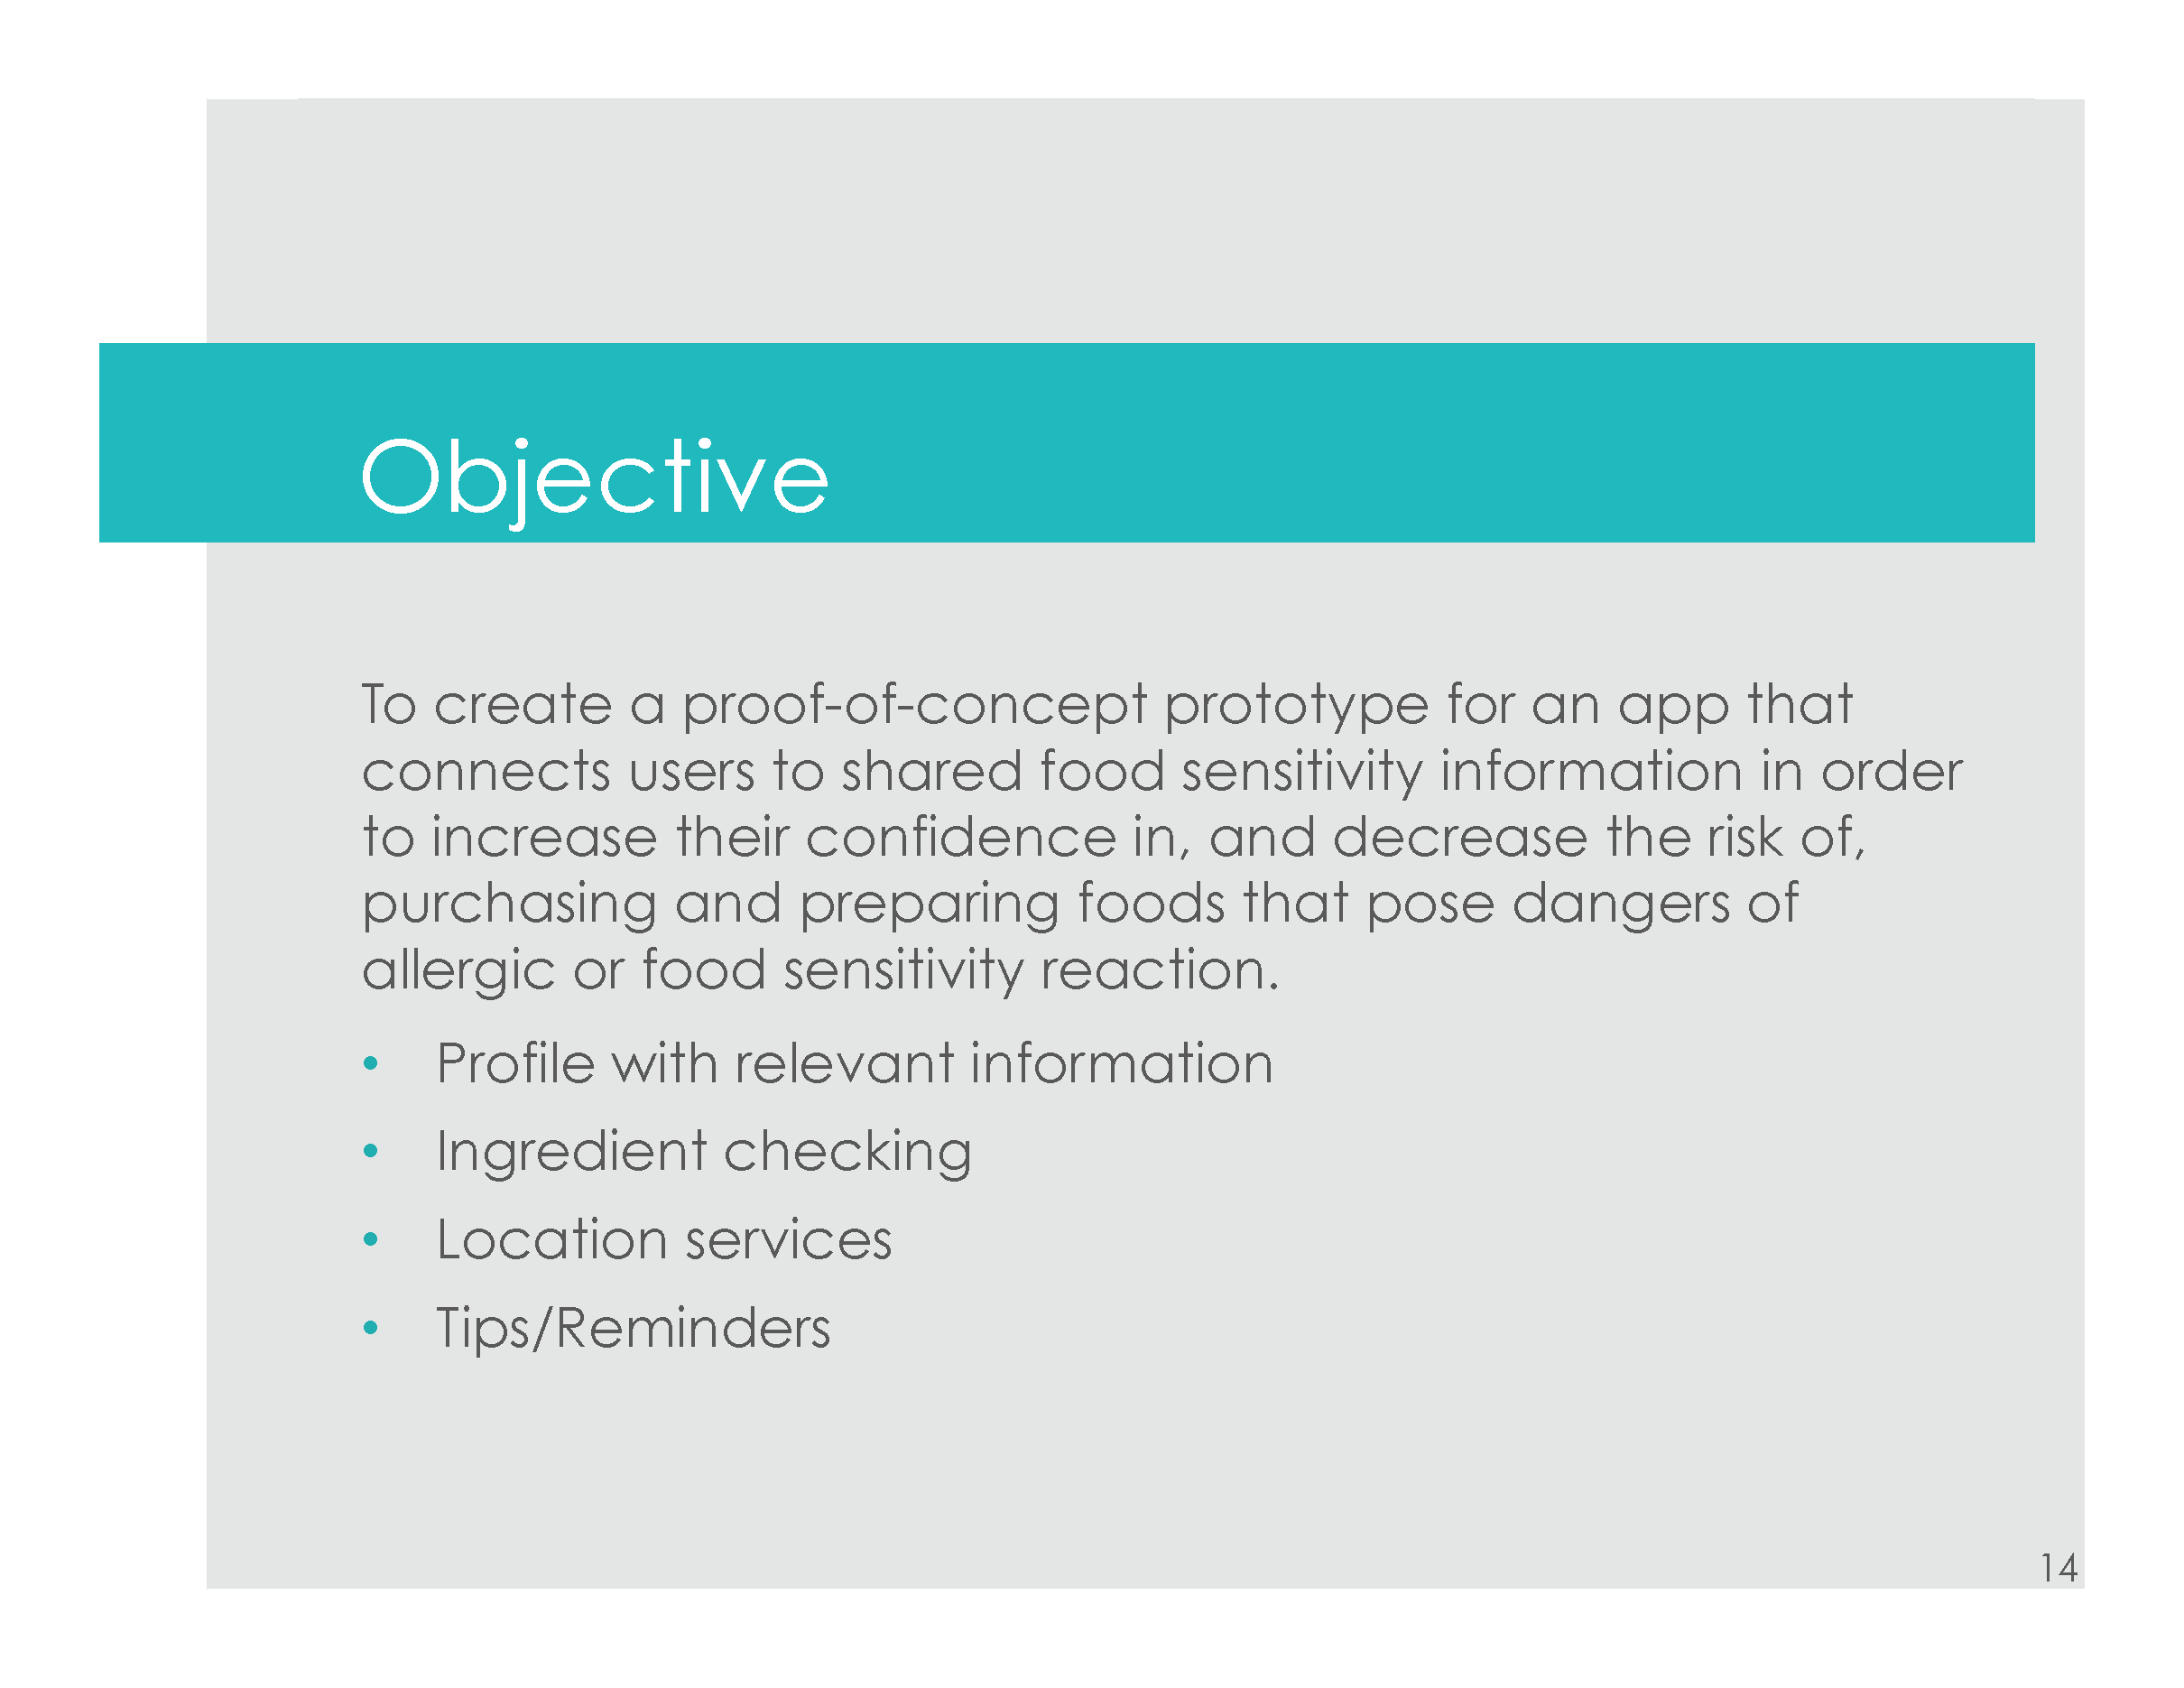 Objective
To create a proof-of-concept prototype for an app that
connects users to shared food sensitivity information in order
to increase their confidence in, and decrease the risk of,
purchasing and preparing foods that pose dangers of
allergic or food sensitivity reaction.
• Profile with relevant information
• Ingredient checking
• Location services
• Tips/Reminders
14